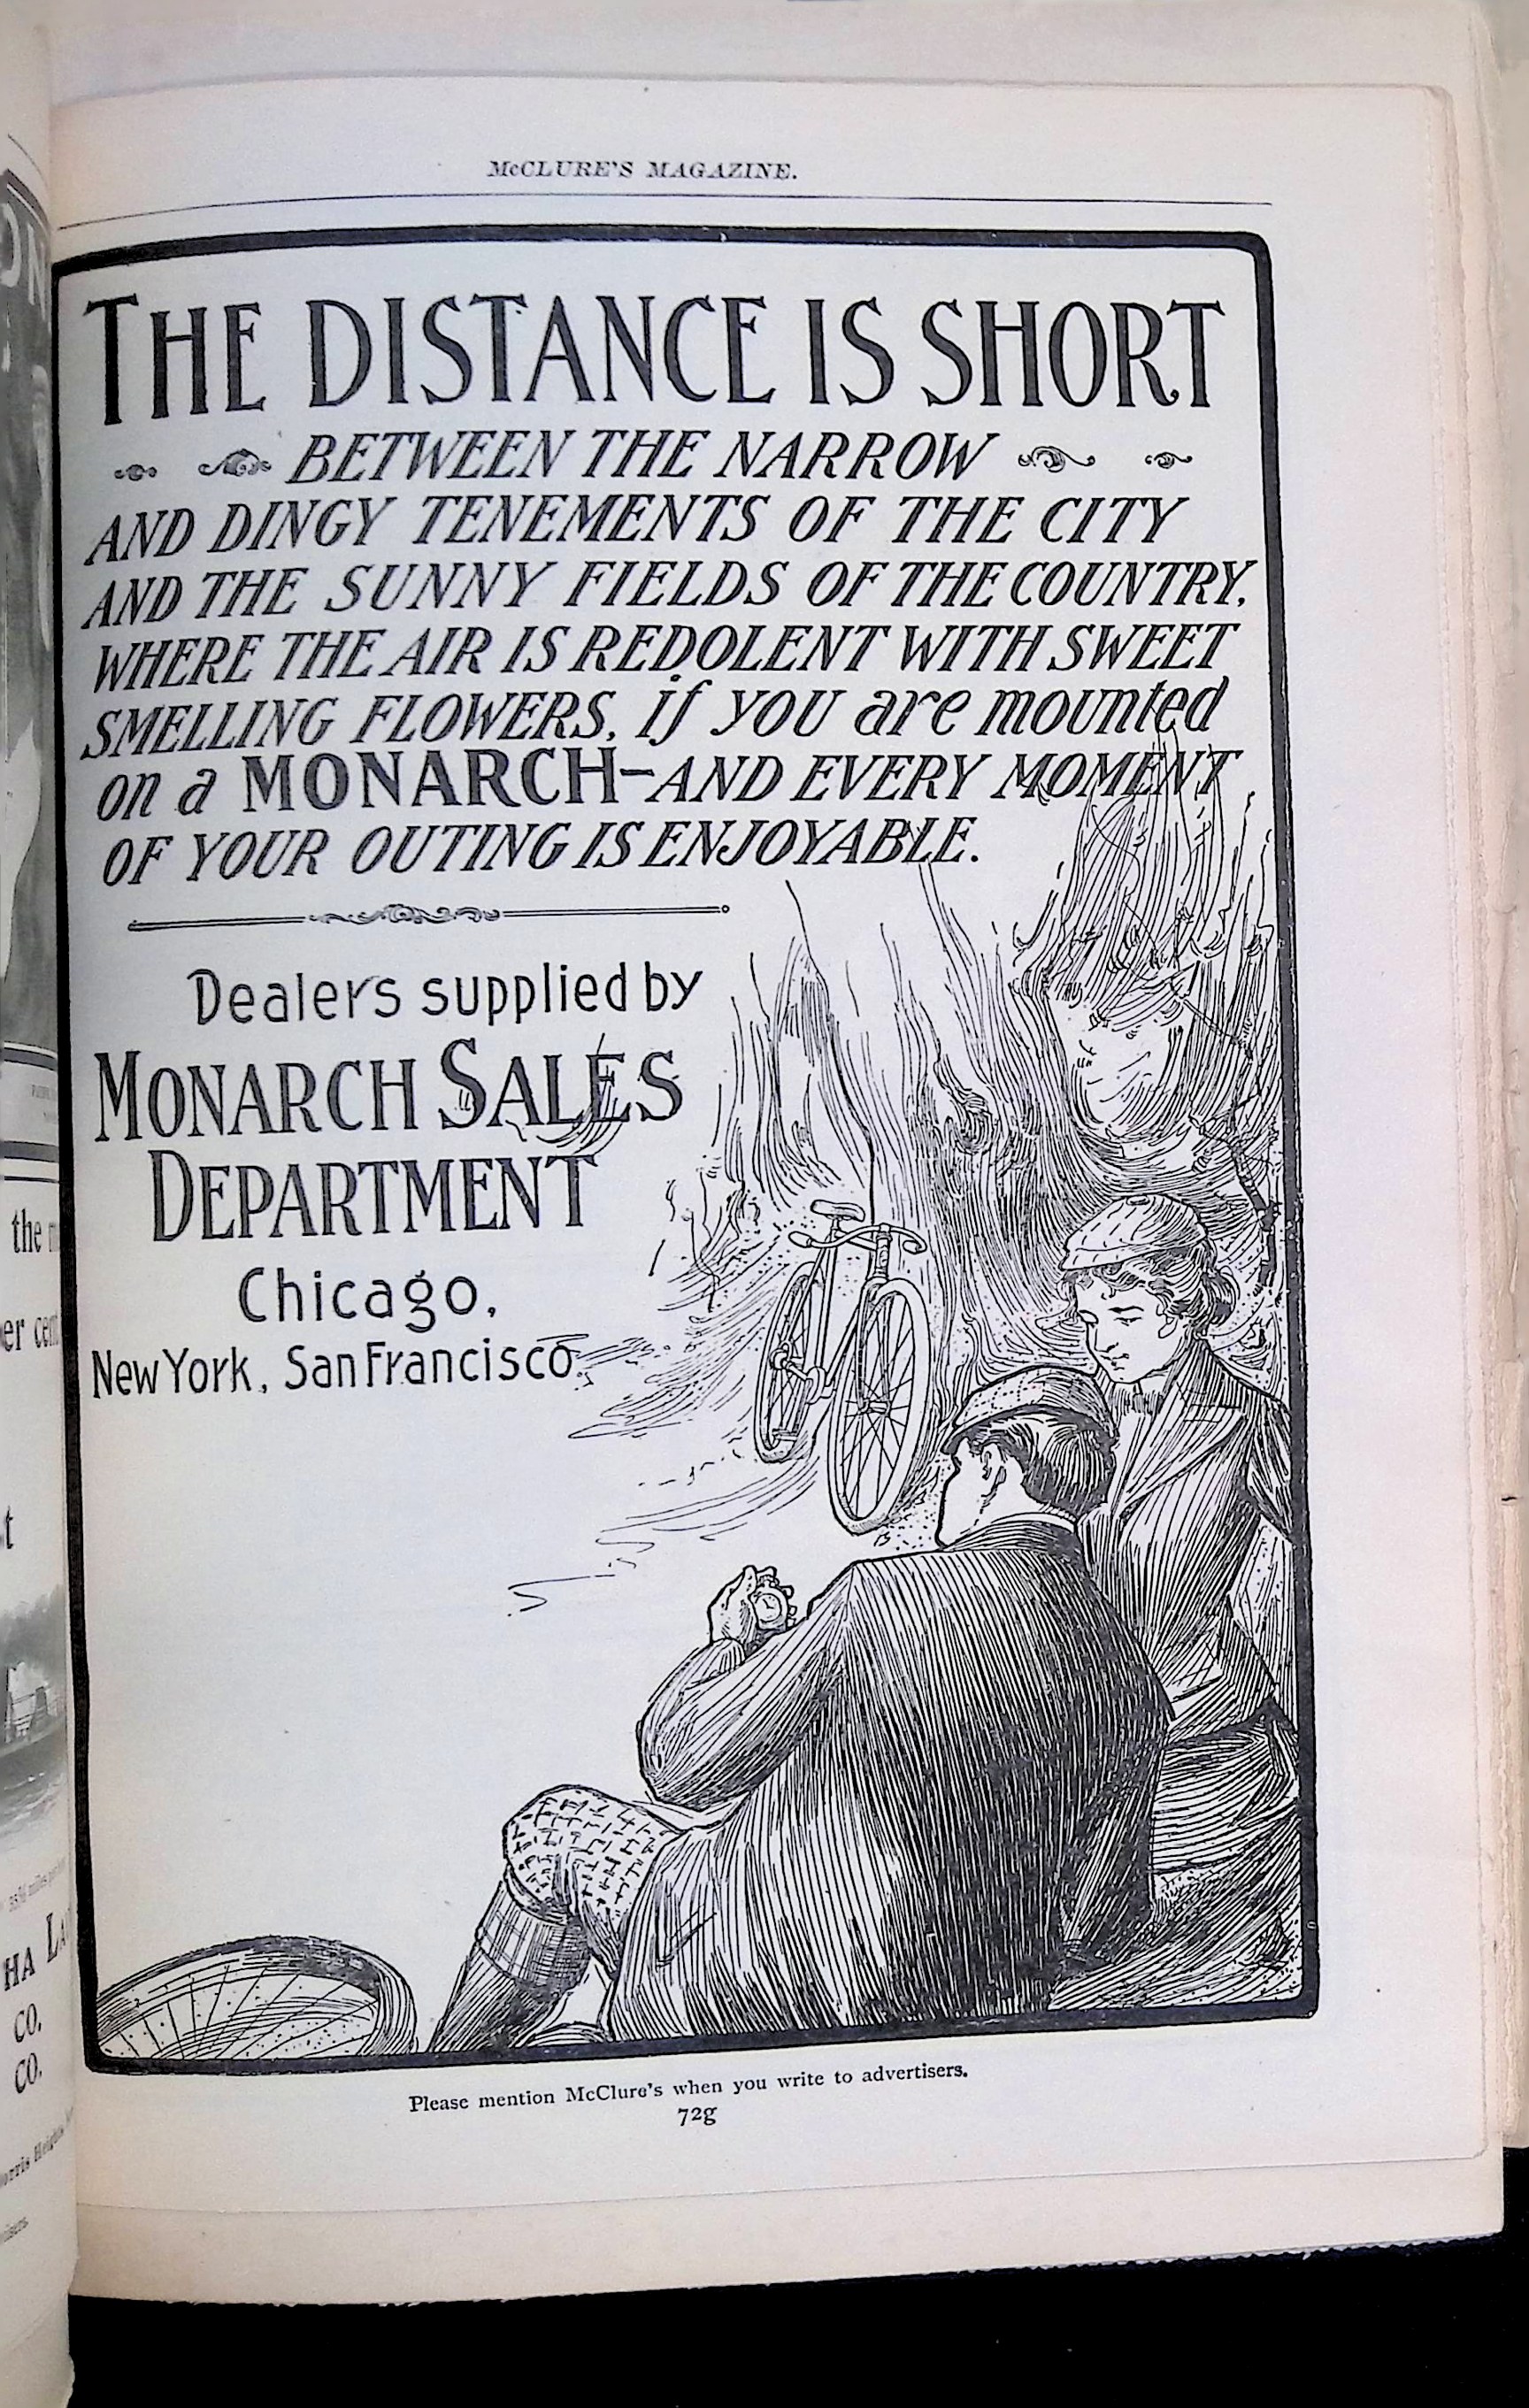 McCLURE'S MAGAZINE.
THE DISTANCE IS SHORT
BETWEEN THE NARROW
AND DINGY TENEMENTS OF THE CITY
AND THE SUNNY FIELDS OF THE COUNTRY,
WHERE THE AIR IS REDOLENT WITH SWEET
SMELLING FLOWERS, if you are mounted
on a MONARCH-AND EVERY MOMENT
OF YOUR OUTING IS ENJOYABLE.
Dealers supplied by
MONARCH SALES
DEPARTMENT
Chicago,
New York, San Francisco.
Please mention McClure's when you write to advertisers.
72g
the
CO.
CO.